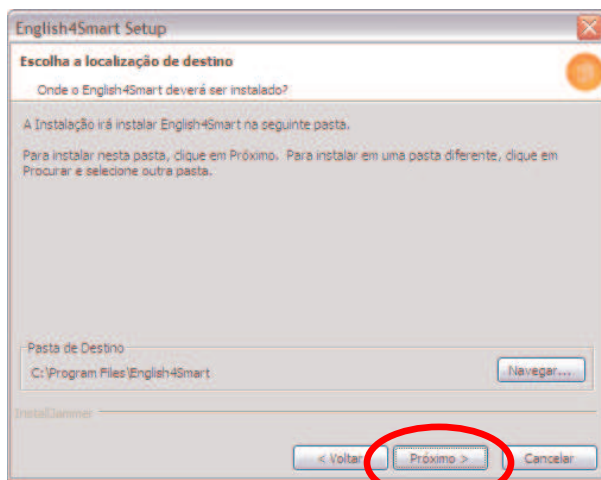 English4Smart Setup
Escolha a localização de destino
Onde o English4Smart deverá ser instalado?
A Instalação irá instalar English4Smart na seguinte pasta.
Para instalar nesta pasta, clique em Próximo. Para instalar em uma pasta diferente, clique em
Procurar e selecione outra pasta.
Pasta de Destino
C:\Program Files\English4Smart
Navegar...
InstallJammer
< Voltar
Próximo >
Cancelar